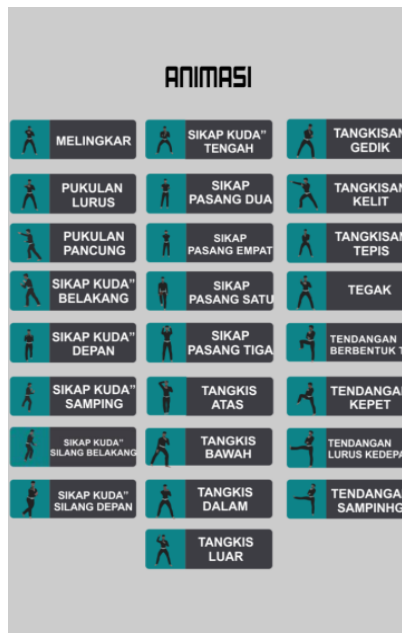 ANIMASI
MELINGKAR
PUKULAN
LURUS
PUKULAN
PANCUNG
SIKAP KUDA"
BELAKANG
SIKAP KUDA"
DEPAN
SIKAP KUDA"
SAMPING
SIKAP KUDA"
SILANG BELAKANG
SIKAP KUDA"
SILANG DEPAN
SIKAP KUDA"
TENGAH
SIKAP
PASANG DUA
SIKAP
PASANG EMPAT
SIKAP
PASANG SATU
SIKAP
PASANG TIGA
TANGKIS
ATAS
TANGKIS
BAWAH
TANGKIS
DALAM
TANGKIS
LUAR
TANGKISAN
GEDIK
TANGKISAN
KELIT
TANGKISAN
TEPIS
TEGAK
TENDANGAN
BERBENTUK T
TENDANGAN
KEPET
TENDANGAN
LURUS KEDEPA
TENDANGA
SAMPINHG